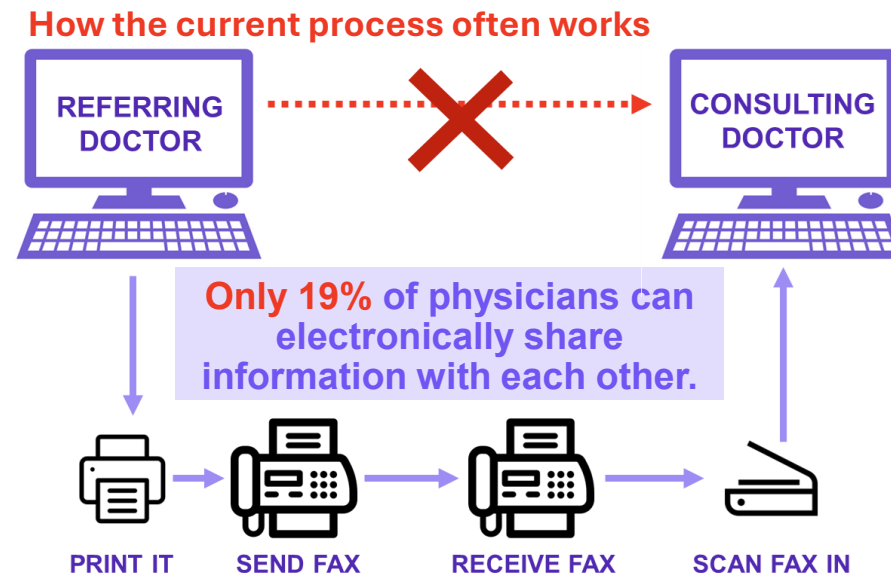 How the current process often works
REFERRING
DOCTOR
CONSULTING
DOCTOR
Only 19% of physicians can
electronically share
information with each other.
PRINT IT
SEND FAX
RECEIVE FAX
SCAN FAX IN